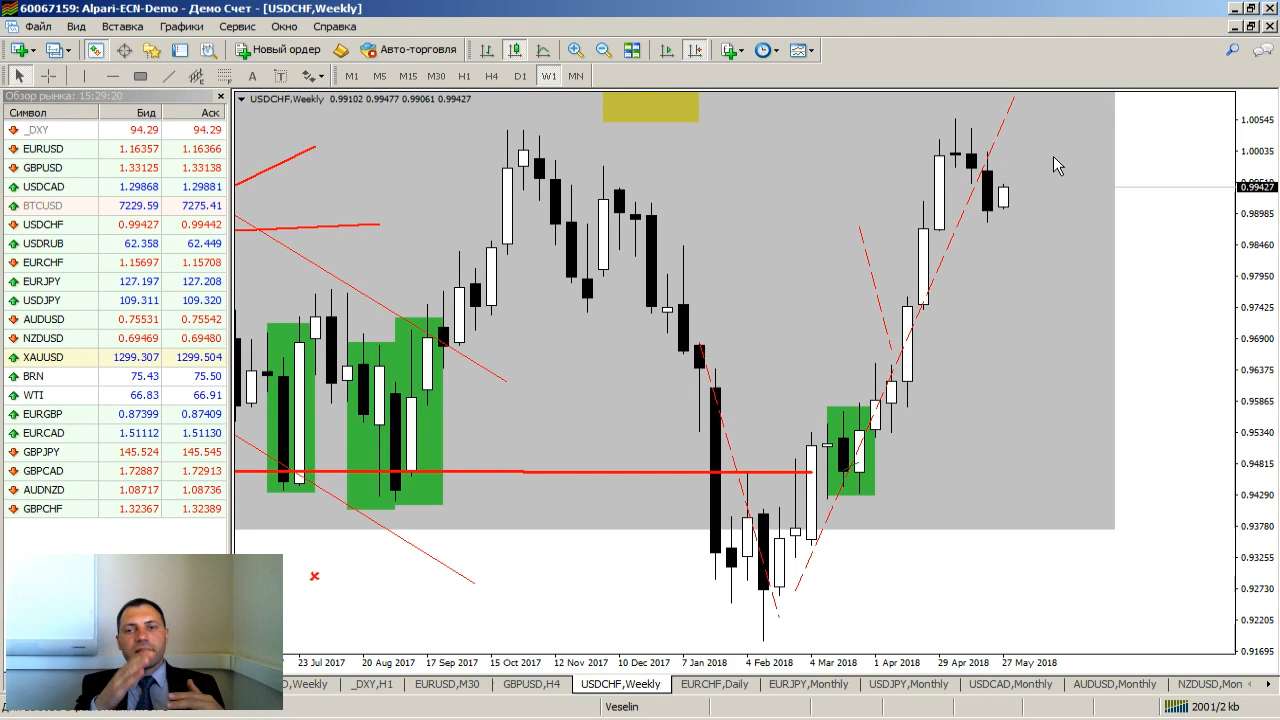 60067159: Alpari-ECN-Demo - Демо Счет - [USDCHF,Weekly]
Файл Вид Вставка Графики Сервис Окно Справка
Новый ордер Авто-торгов
A T M1 M5 M15 M30 H1 H4 D1 W1 MN
Обзор рынка: 15:29:20
Символ Бид Аск
_DXY 94.29 94.29
EURUSD 1.16357 1.16366
GBPUSD 1.33125 1.33138
USDCAD 1.29868 1.29881
BTCUSD 7229.59 7275.41
USDCHF 0.99427 0.99442
USDRUB 62.358 62.449
EURCHF 1.15697 1.15708
EURJPY 127.197 127.208
USDJPY 109.311 109.320
AUDUSD 0.75531 0.75542
NZDUSD 0.69469 0.69480
XAUUSD 1299.307 1299.504
BRN 75.43 75.50
WTI 66.83 66.91
EURGBP 0.87399 0.87409
EURCAD 1.51112 1.51130
GBPJPY 145.524 145.545
GBPCAD 1.72887 1.72913
AUDNZD 1.08717 1.08736
GBPCHF 1.32367 1.32389
USDCHF,Weekly 0.99102 0.99477 0.99061 0.99427
1.00545
1.00035
0.99427
0.98985
0.98460
0.97950
0.97425
0.96900
0.96375
0.95865
0.95340
0.94815
0.94290
0.93780
0.93255
0.92730
0.92205
0.91695
23 Jul 2017 20 Aug 2017 17 Sep 2017 15 Oct 2017 12 Nov 2017 10 Dec 2017 7 Jan 2018 4 Feb 2018 4 Mar 2018 1 Apr 2018 29 Apr 2018 27 May 2018
D,Weekly _DXY,H1 EURUSD,M30 GBPUSD,H4 USDCHF,Weekly EURCHF,Daily EURJPY,Monthly USDJPY,Monthly USDCAD,Monthly AUDUSD,Monthly NZDUSD,Mon
Veselin 2001/2 kb